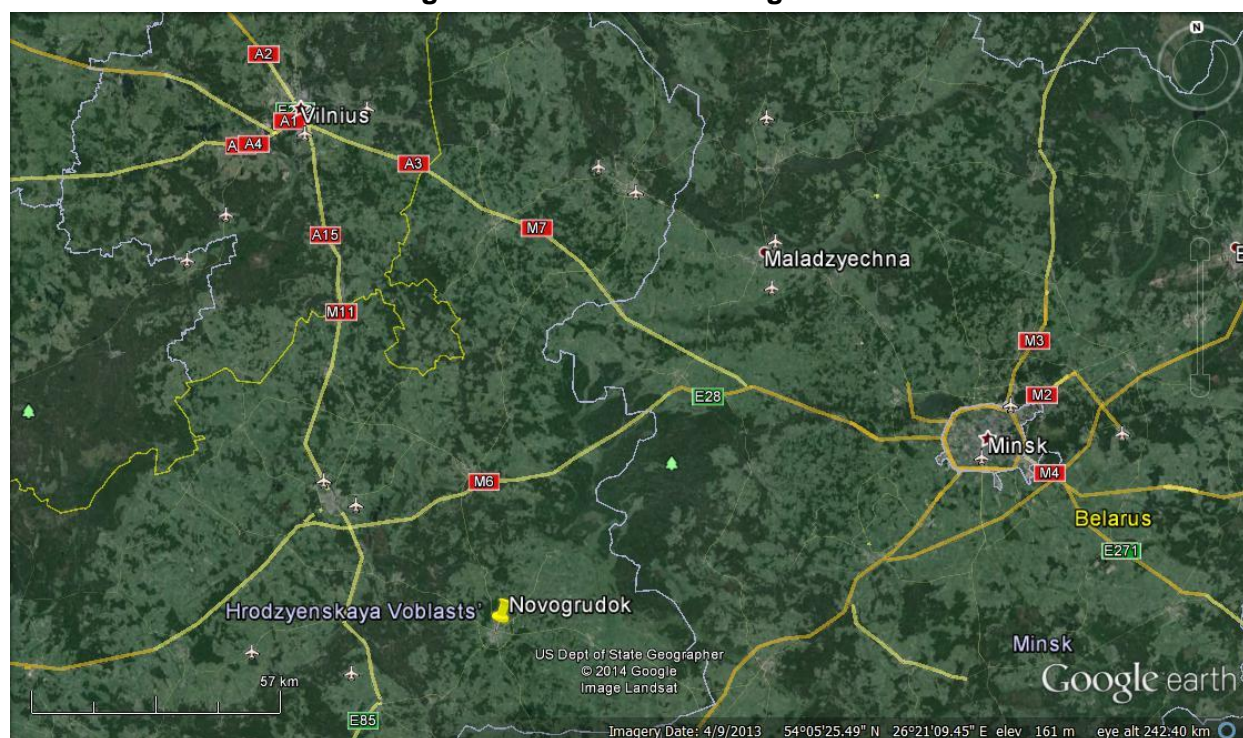 N
A2
Vilnius
A1
A4
A3
A15
M7
Maladzyechna
M11
M3
E28
M2
Minsk
M4
M6
Belarus
E271
Hrodzyenskaya Voblasts'
Novogrudok
Minsk
US Dept of State Geographer
© 2014 Google
Image Landsat
Google earth
57 km
E85
Imagery Date: 4/9/2013 54°05'25.49" N 26°21'09.45" E elev 161 m eye alt 242.40 km